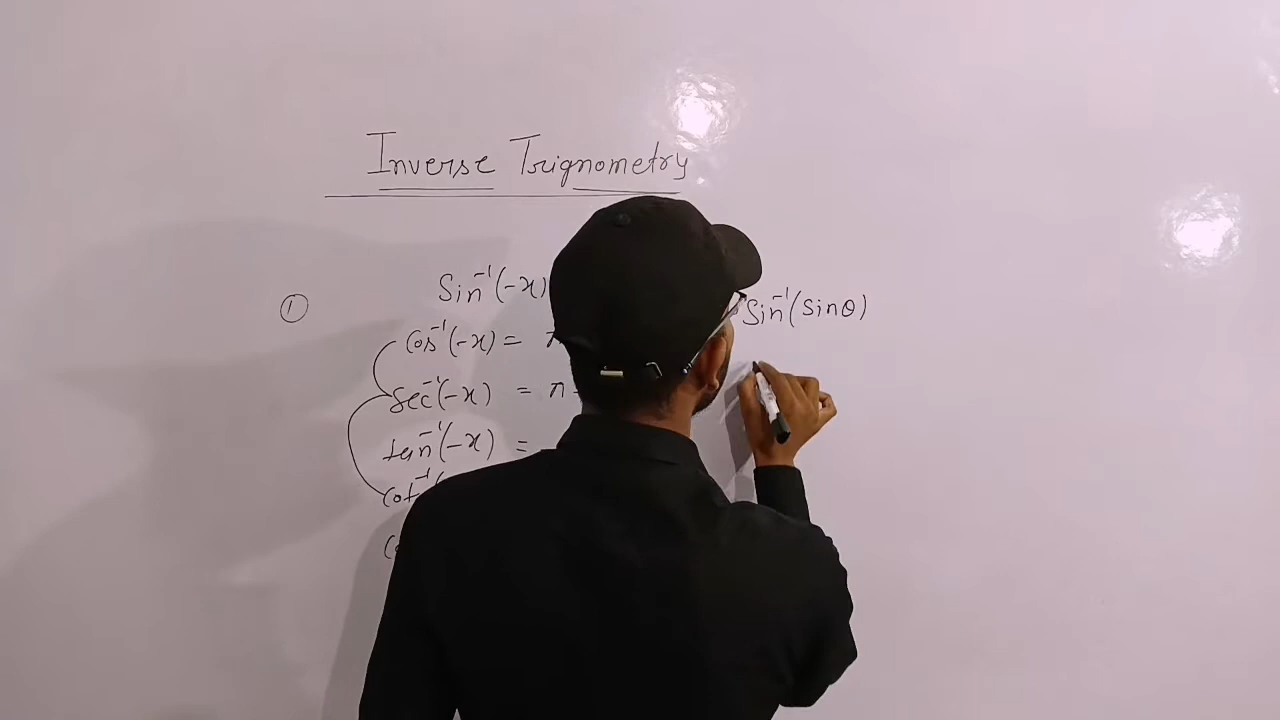 Inverse Trignometry
① Sin⁻¹(-x)
Cos⁻¹(-x) = π
Sec⁻¹(-x) = π -
tan⁻¹(-x) = -
Cot⁻¹(
Sin⁻¹(Sinθ)